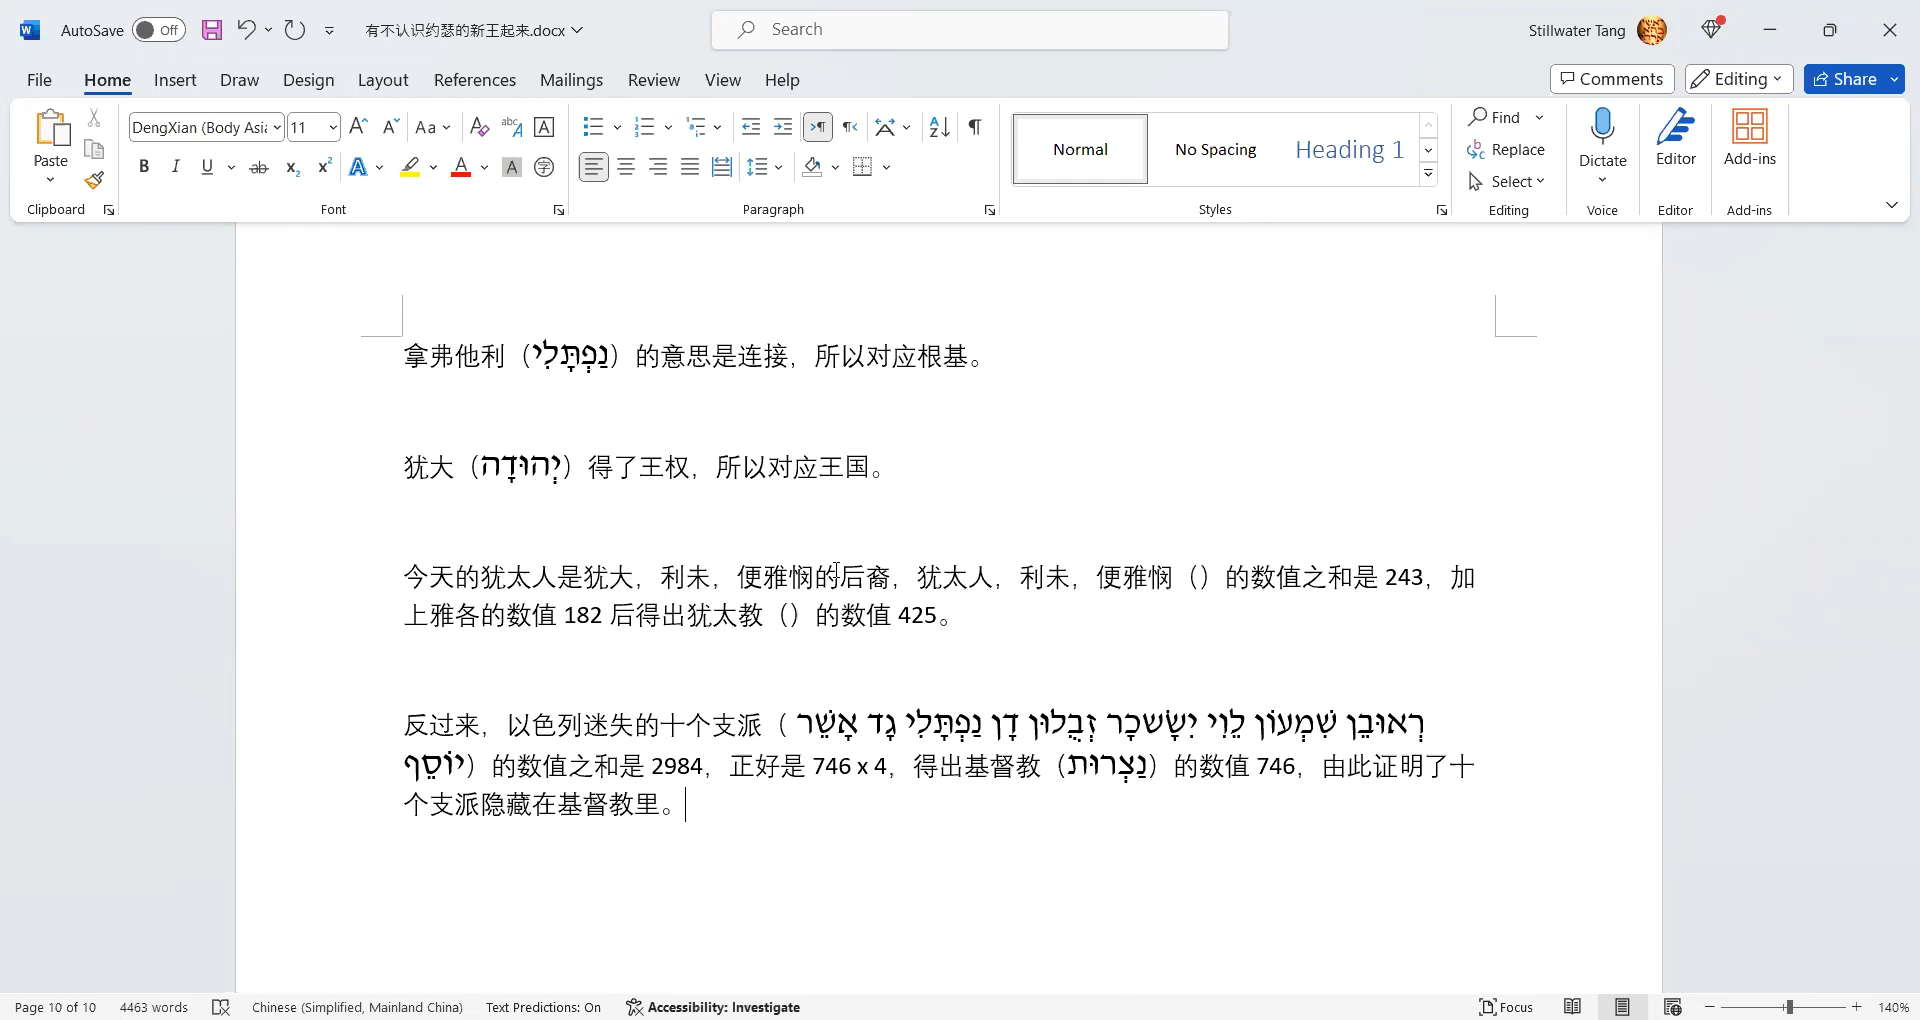 AutoSave Off 有不认识约瑟的新王起来.docx Search Stillwater Tang
File Home Insert Draw Design Layout References Mailings Review View Help Comments Editing Share
Paste DengXian (Body Asi 11 Aa Normal No Spacing Heading 1 Find Replace Select Dictate Editor Add-ins
Clipboard Font Paragraph Styles Editing Voice Editor Add-ins
拿弗他利（נַפְתָּלִי）的意思是连接，所以对应根基。
犹大（יְהוּדָה）得了王权，所以对应王国。
今天的犹太人是犹大，利未，便雅悯的后裔，犹太人，利未，便雅悯（）的数值之和是 243，加
上雅各的数值 182 后得出犹太教（）的数值 425。
反过来，以色列迷失的十个支派（ רְאוּבֵן שִׁמְעוֹן לֵוִי יִשָּׂשכָר זְבֻלוּן דָן נַפְתָּלִי גָד אָשֵׁר
יוֹסֵף）的数值之和是 2984，正好是 746 x 4，得出基督教（נַצְרוּת）的数值 746，由此证明了十
个支派隐藏在基督教里。
Page 10 of 10 4463 words Chinese (Simplified, Mainland China) Text Predictions: On Accessibility: Investigate Focus 140%